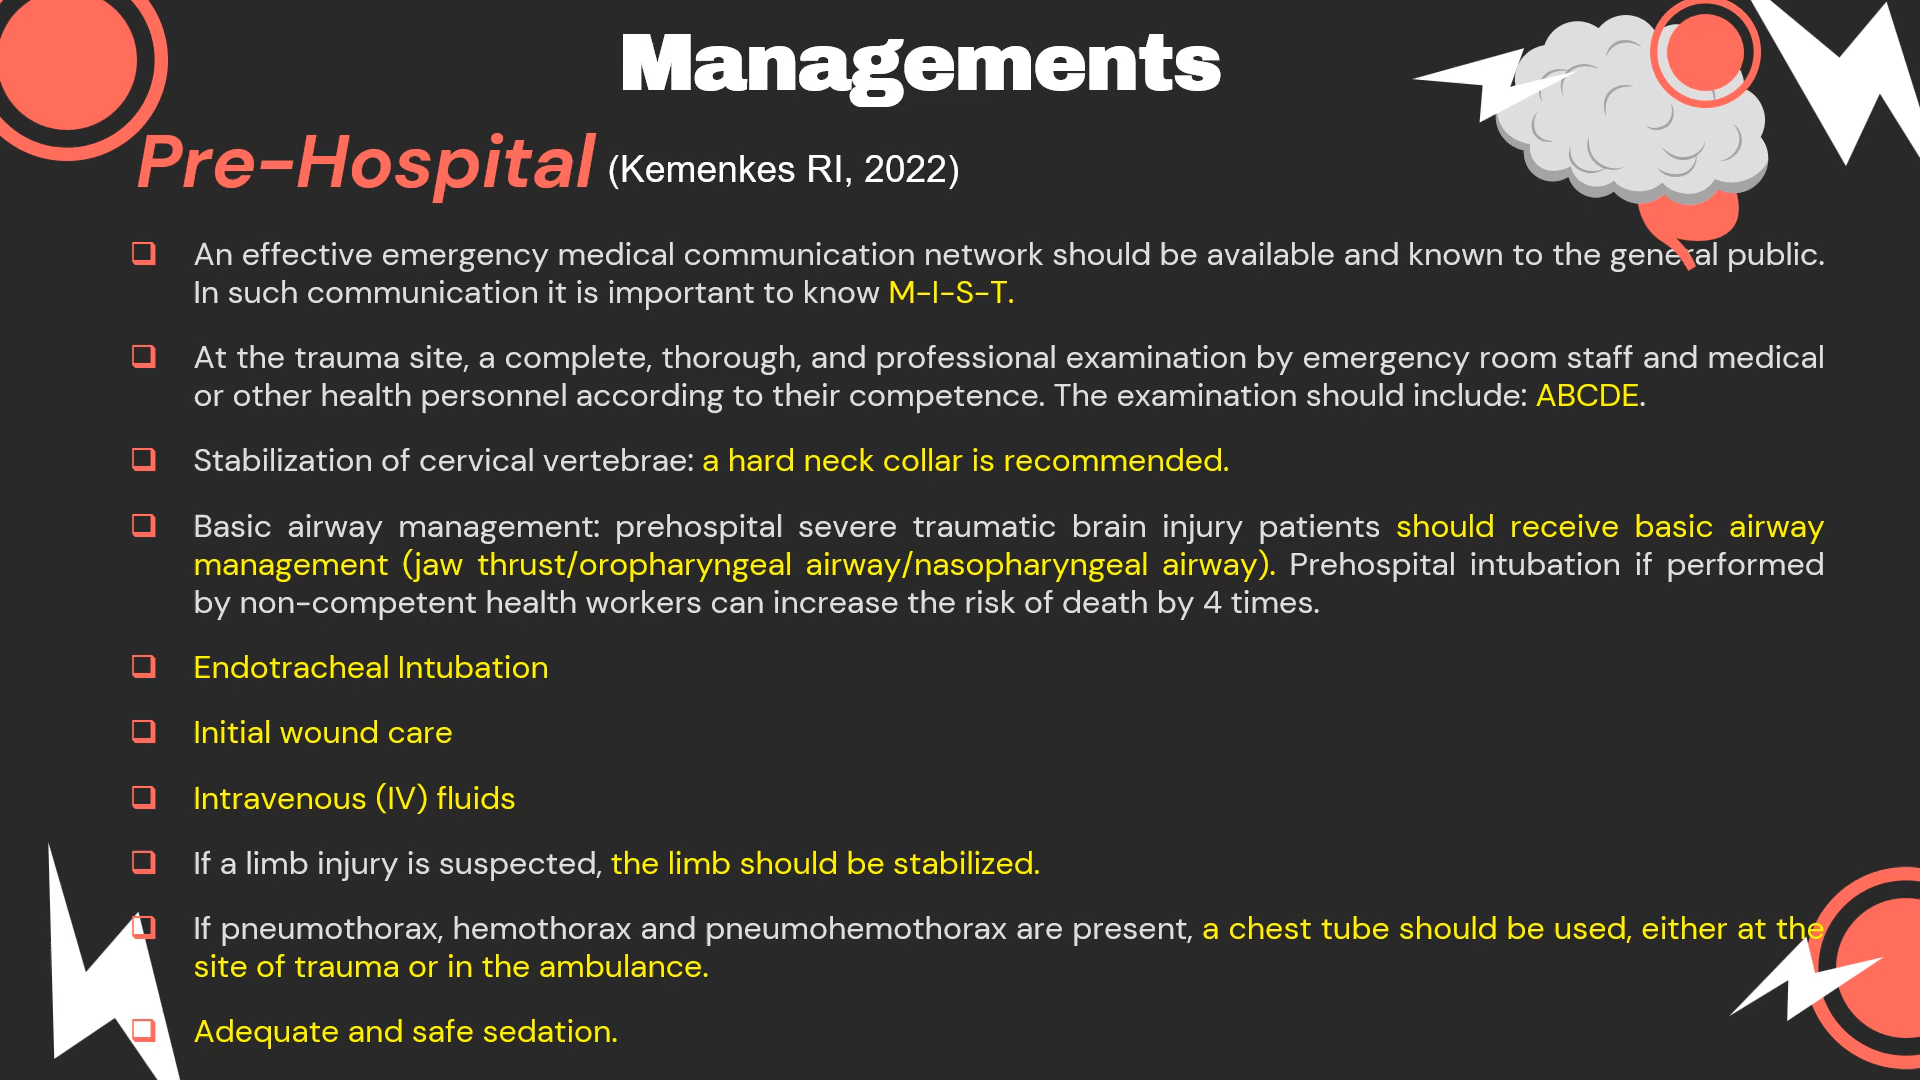 Managements
Pre-Hospital (Kemenkes RI, 2022)
❑ An effective emergency medical communication network should be available and known to the general public.
In such communication it is important to know M-I-S-T.
❑ At the trauma site, a complete, thorough, and professional examination by emergency room staff and medical
or other health personnel according to their competence. The examination should include: ABCDE.
❑ Stabilization of cervical vertebrae: a hard neck collar is recommended.
❑ Basic airway management: prehospital severe traumatic brain injury patients should receive basic airway
management (jaw thrust/oropharyngeal airway/nasopharyngeal airway). Prehospital intubation if performed
by non-competent health workers can increase the risk of death by 4 times.
❑ Endotracheal Intubation
❑ Initial wound care
❑ Intravenous (IV) fluids
❑ If a limb injury is suspected, the limb should be stabilized.
❑ If pneumothorax, hemothorax and pneumohemothorax are present, a chest tube should be used, either at the
site of trauma or in the ambulance.
❑ Adequate and safe sedation.